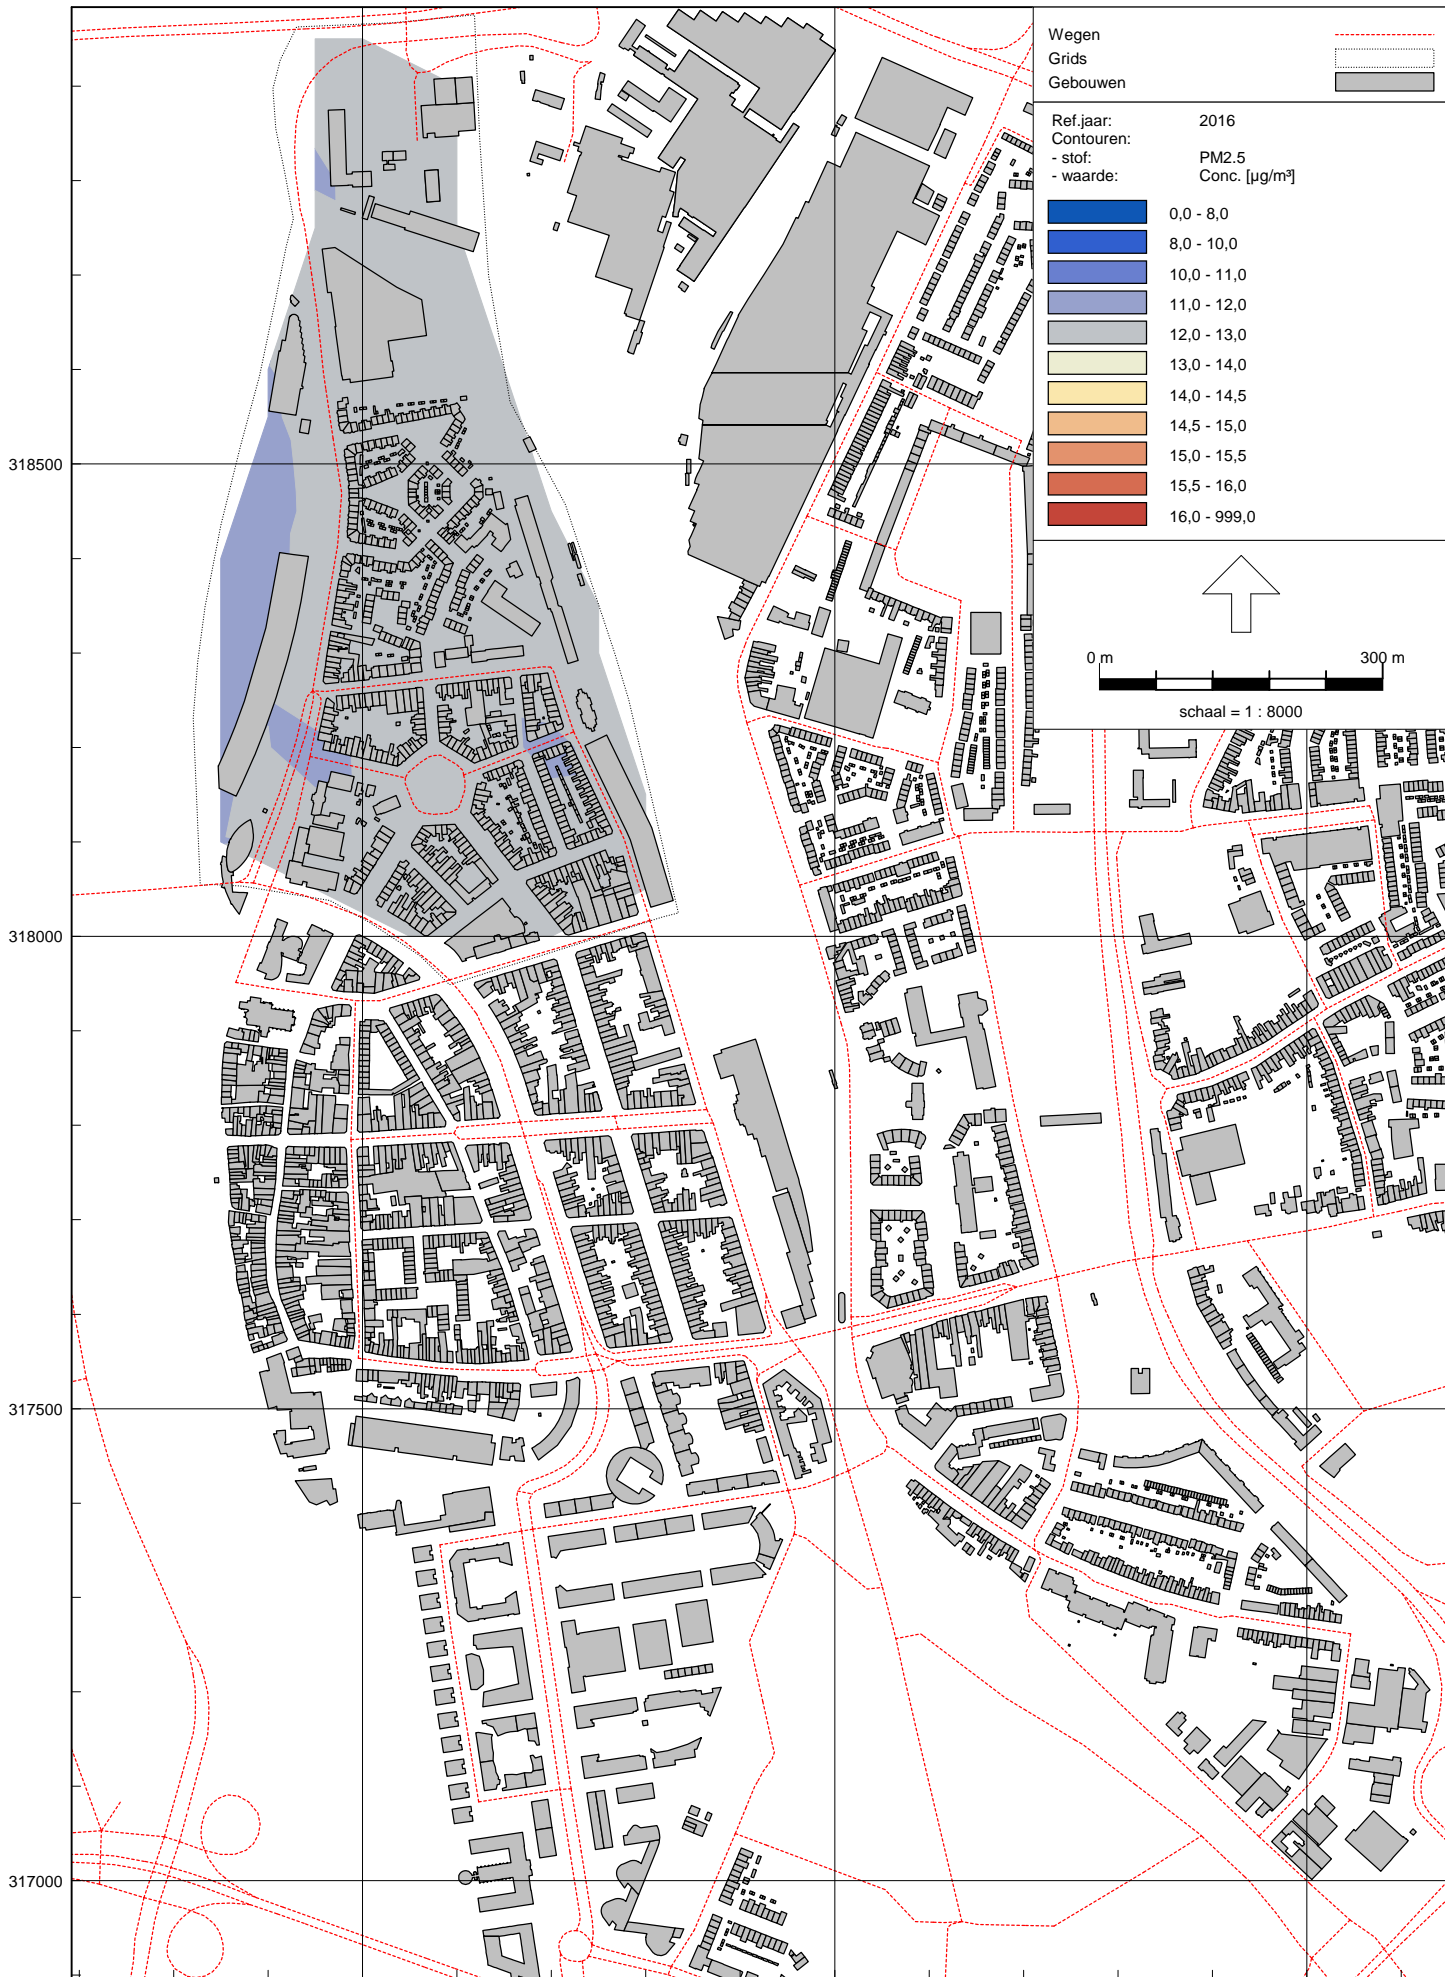 Wegen
Grids
Gebouwen
Ref.jaar: 2016
Contouren:
- stof: PM2.5
- waarde: Conc. [µg/m³]
0,0 - 8,0
8,0 - 10,0
10,0 - 11,0
11,0 - 12,0
12,0 - 13,0
13,0 - 14,0
14,0 - 14,5
14,5 - 15,0
15,0 - 15,5
15,5 - 16,0
16,0 - 999,0
0 m 300 m
schaal = 1 : 8000
318500
318000
317500
317000